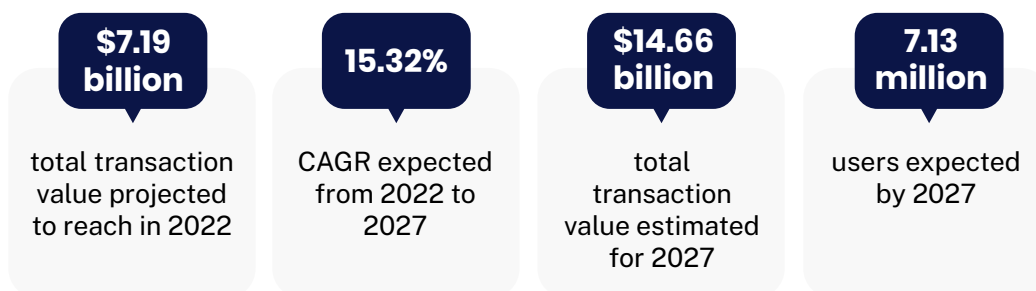 $7.19
billion
total transaction
value projected
to reach in 2022
15.32%
CAGR expected
from 2022 to
2027
$14.66
billion
total
transaction
value estimated
for 2027
7.13
million
users expected
by 2027